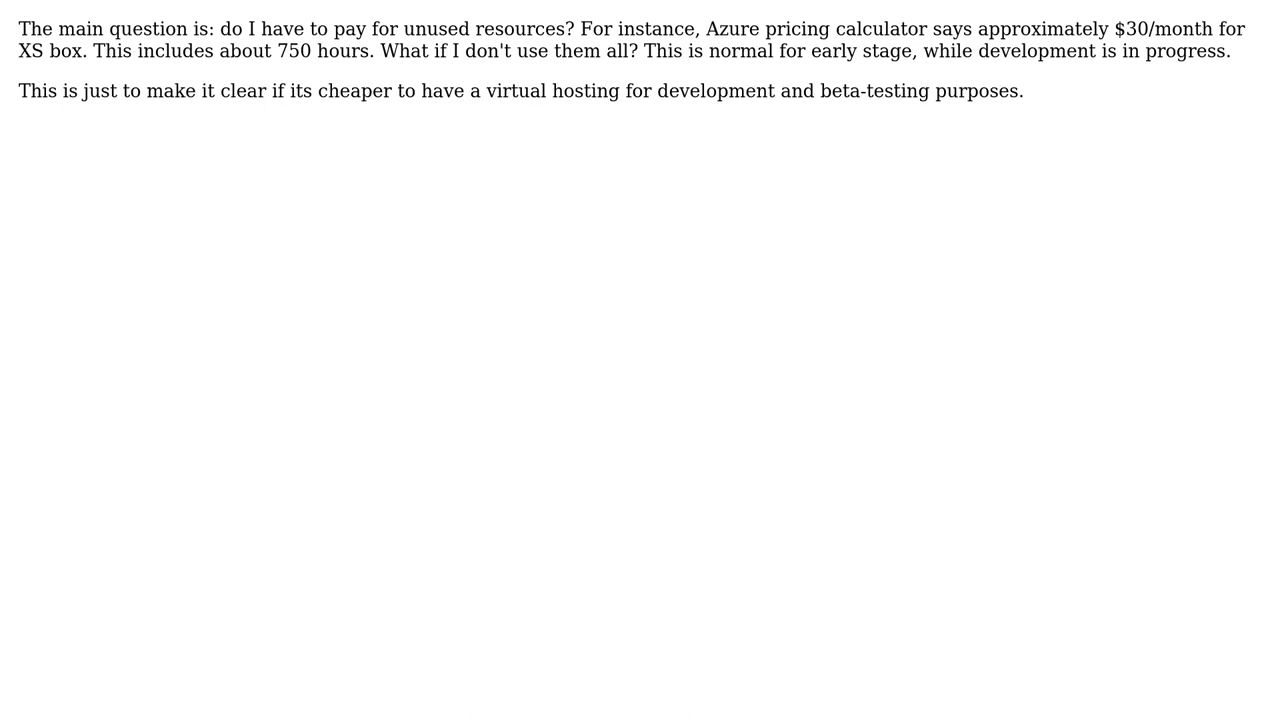 The main question is: do I have to pay for unused resources? For instance, Azure pricing calculator says approximately $30/month for
XS box. This includes about 750 hours. What if I don't use them all? This is normal for early stage, while development is in progress.
This is just to make it clear if its cheaper to have a virtual hosting for development and beta-testing purposes.